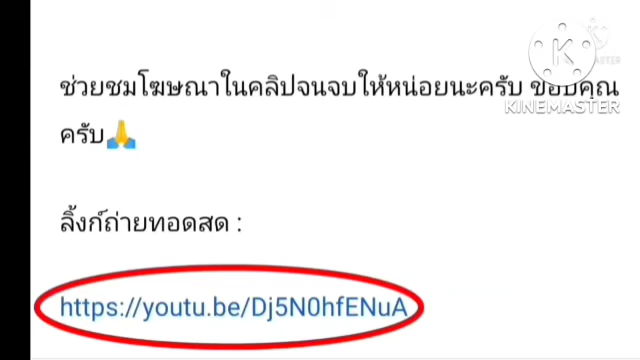 ช่วยชมโฆษณาในคลิปจนจบให้หน่อยนะครับ ขอบคุณ
ครับ🙏
ลิ้งก์ถ่ายทอดสด :
https://youtu.be/Dj5N0hfENuA
K
KINEMASTER